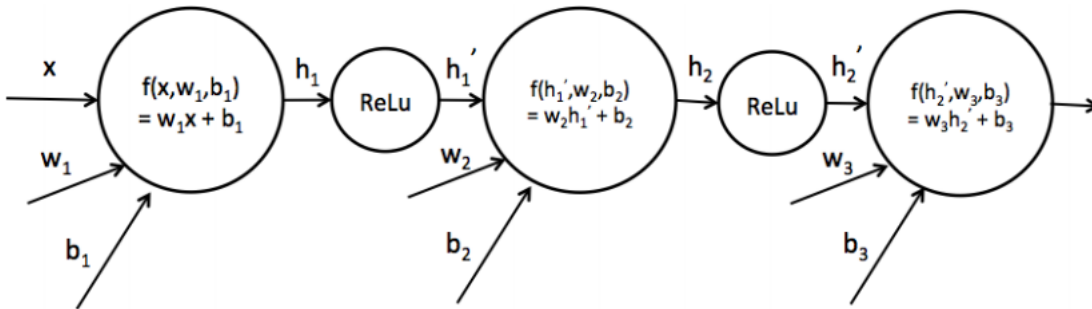 x
f(x,w₁,b₁)
= w₁x + b₁
w₁
b₁
h₁
ReLu
h₁′
f(h₁′,w₂,b₂)
= w₂h₁′ + b₂
w₂
b₂
h₂
ReLu
h₂′
f(h₂′,w₃,b₃)
= w₃h₂′ + b₃
w₃
b₃